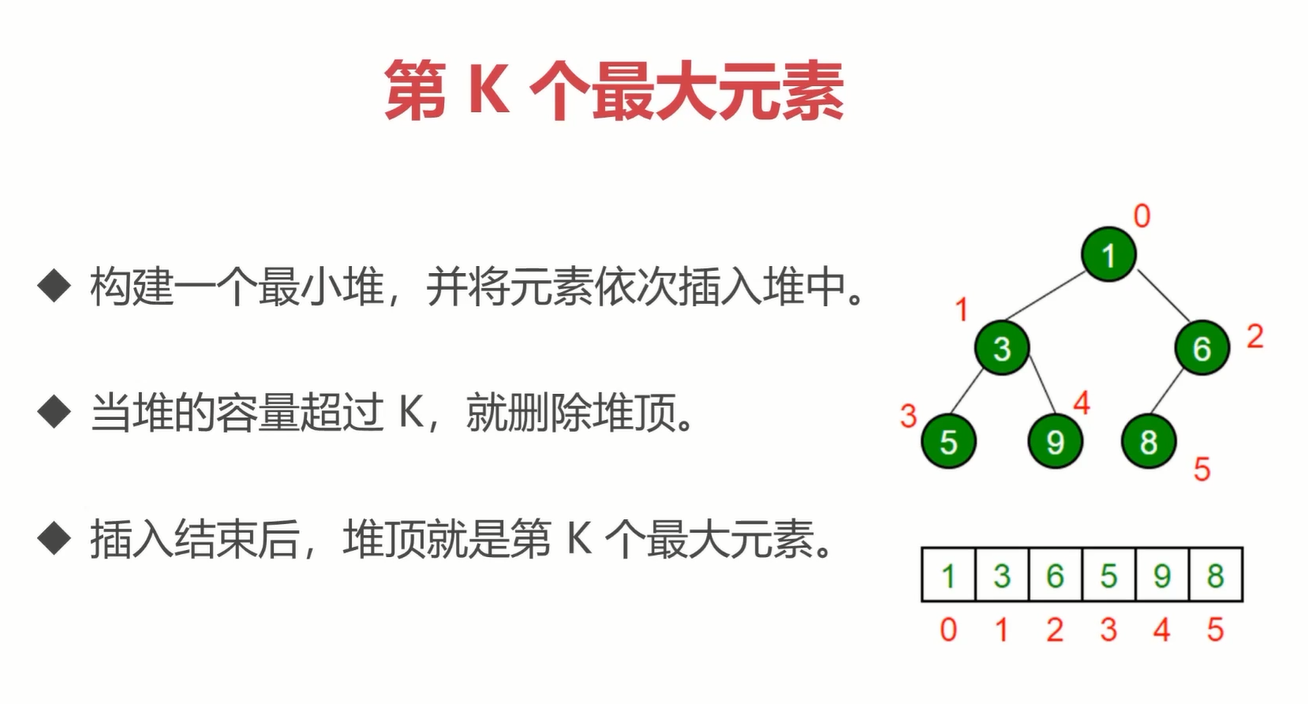 第 K 个最大元素
◆ 构建一个最小堆，并将元素依次插入堆中。
◆ 当堆的容量超过 K，就删除堆顶。
◆ 插入结束后，堆顶就是第 K 个最大元素。
0
1
1
3
6
2
3
5
4
9
8
5
1 3 6 5 9 8
0 1 2 3 4 5